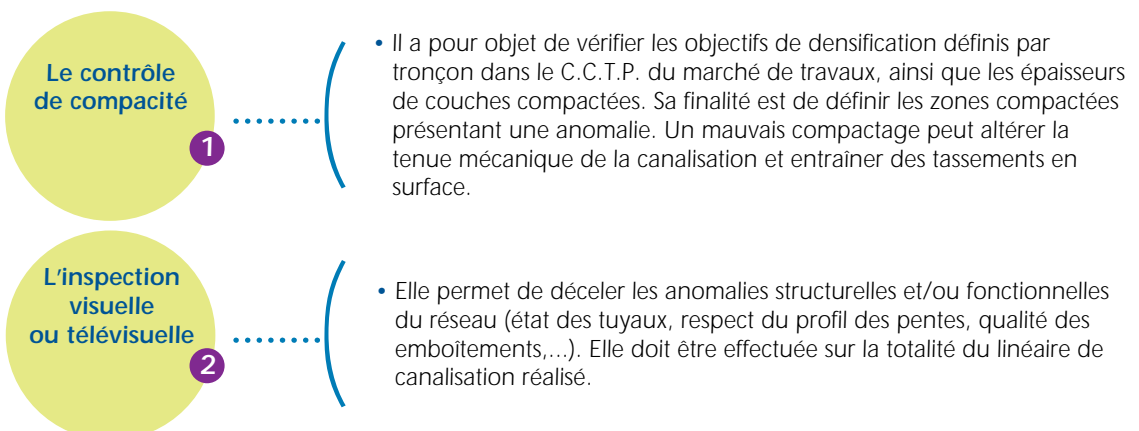 Le contrôle
de compacité
1
• Il a pour objet de vérifier les objectifs de densification définis par
tronçon dans le C.C.T.P. du marché de travaux, ainsi que les épaisseurs
de couches compactées. Sa finalité est de définir les zones compactées
présentant une anomalie. Un mauvais compactage peut altérer la
tenue mécanique de la canalisation et entraîner des tassements en
surface.
L'inspection
visuelle
ou télévisuelle
2
• Elle permet de déceler les anomalies structurelles et/ou fonctionnelles
du réseau (état des tuyaux, respect du profil des pentes, qualité des
emboîtements,...). Elle doit être effectuée sur la totalité du linéaire de
canalisation réalisé.